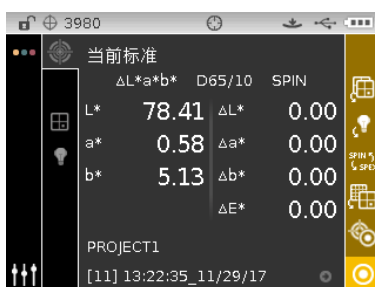 3980
当前标准
ΔL*a*b* D65/10 SPIN
L* 78.41 ΔL* 0.00
a* 0.58 Δa* 0.00
b* 5.13 Δb* 0.00
ΔE* 0.00
SPIN
SPEX
PROJECT1
[11] 13:22:35_11/29/17